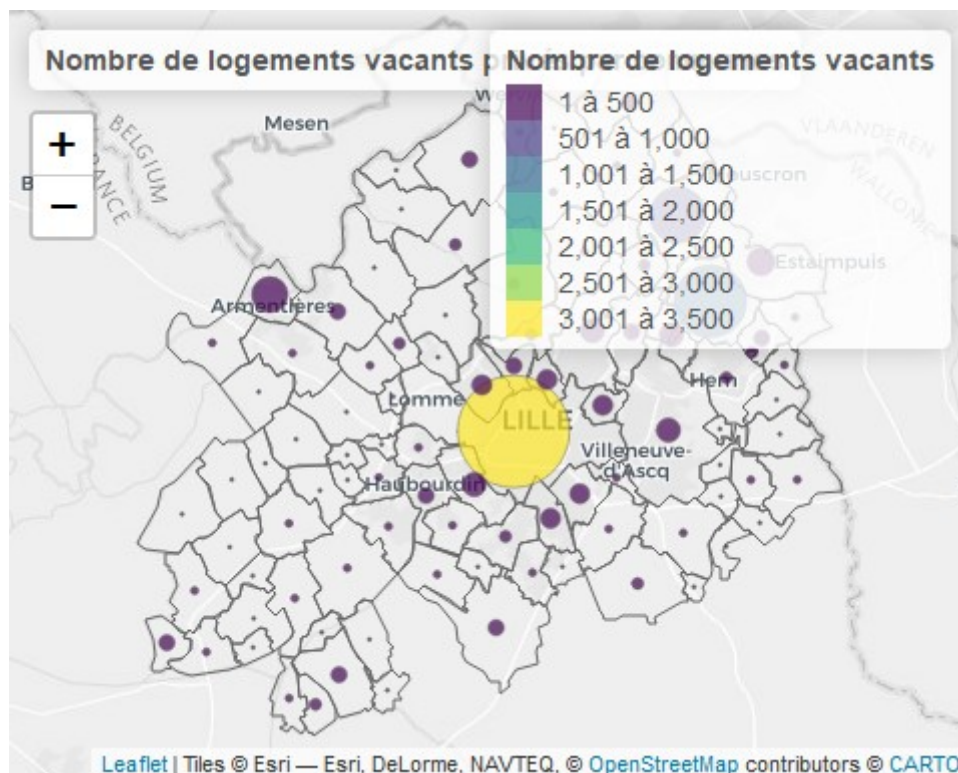 Nombre de logements vacants p
Nombre de logements vacants
1 à 500
501 à 1,000
1,001 à 1,500
1,501 à 2,000
2,001 à 2,500
2,501 à 3,000
3,001 à 3,500
+
−
Mesen
BELGIUM
FRANCE
B
VLAANDEREN
WALLONIE
ouscron
Estaimpuis
Armentières
Lomme
LILLE
Hem
Villeneuve-
d'Ascq
Haubourdin
Leaflet | Tiles © Esri — Esri, DeLorme, NAVTEQ, © OpenStreetMap contributors © CARTO